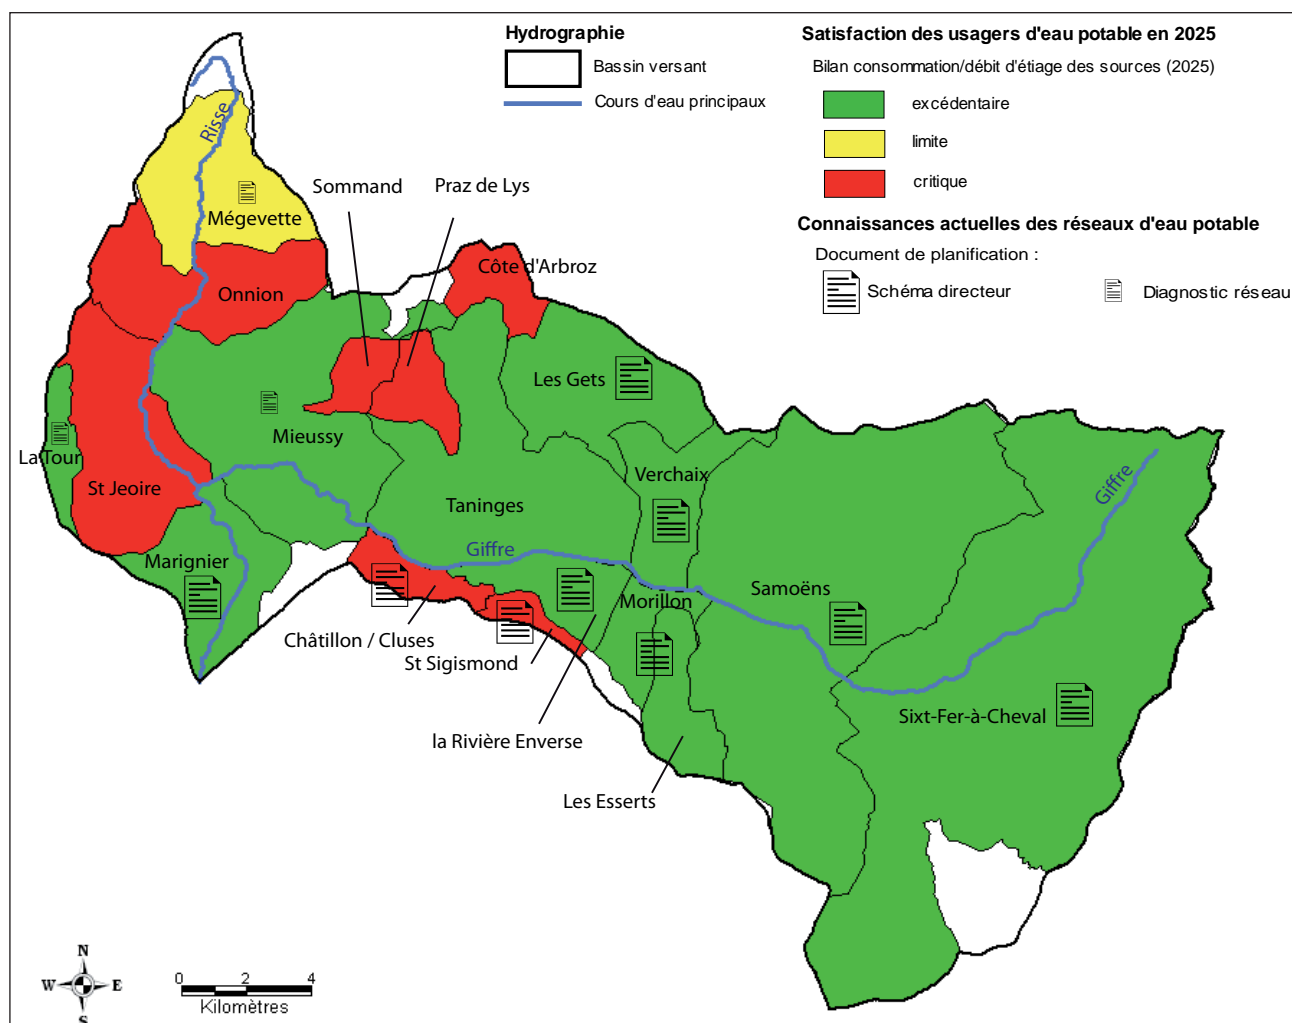 Hydrographie
Bassin versant
Cours d'eau principaux
Satisfaction des usagers d'eau potable en 2025
Bilan consommation/débit d'étiage des sources (2025)
excédentaire
limite
critique
Connaissances actuelles des réseaux d'eau potable
Document de planification :
Schéma directeur
Diagnostic réseau
Risse
Sommand
Praz de Lys
Mégevette
Côte d'Arbroz
Onnion
Les Gets
Mieussy
La Tour
Verchaix
Giffre
St Jeoire
Taninges
Giffre
Marignier
Morillon
Samoëns
Châtillon / Cluses
St Sigismond
Sixt-Fer-à-Cheval
la Rivière Enverse
Les Esserts
N
W
E
S
0 2 4
Kilomètres